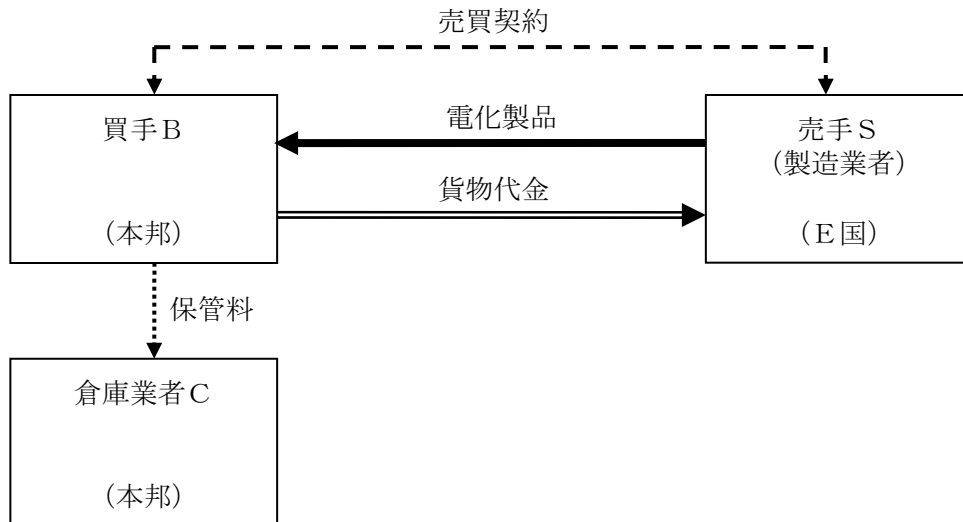 売買契約
買手Ｂ
（本邦）
電化製品
貨物代金
売手Ｓ
（製造業者）
（Ｅ国）
保管料
倉庫業者Ｃ
（本邦）